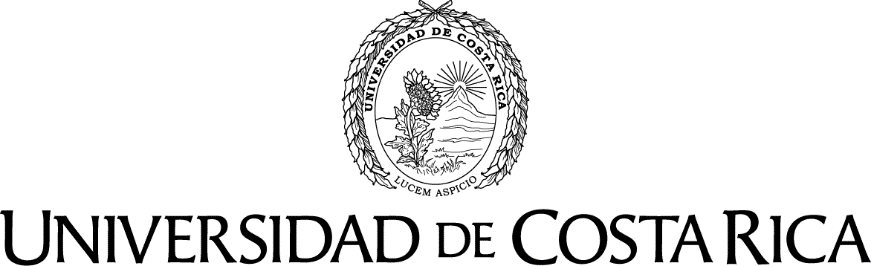 UNIVERSIDAD DE COSTA RICA
LUCEM ASPICIO
UNIVERSIDAD DE COSTA RICA